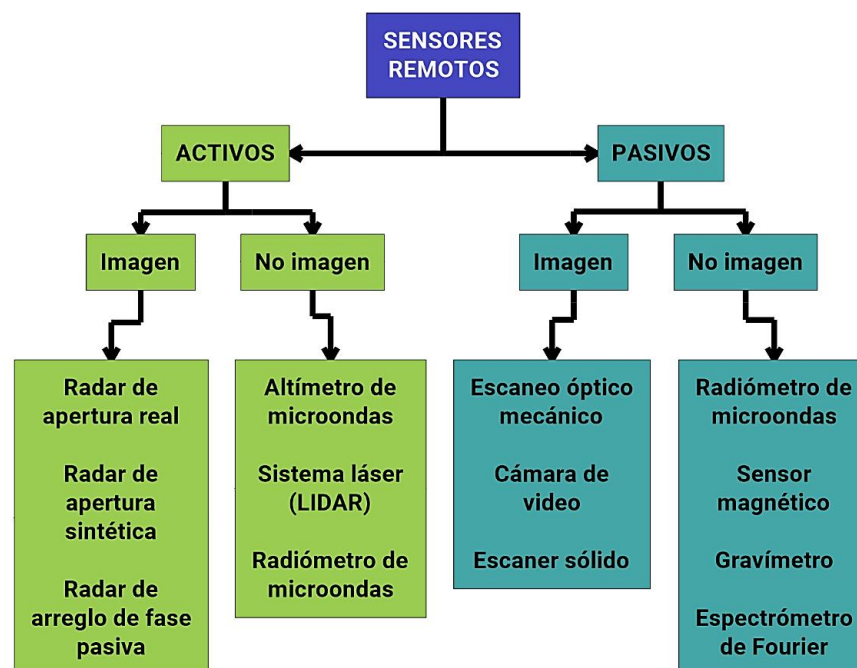 SENSORES
REMOTOS
ACTIVOS
PASIVOS
Imagen
No imagen
Imagen
No imagen
Radar de
apertura real
Radar de
apertura
sintética
Radar de
arreglo de fase
pasiva
Altímetro de
microondas
Sistema láser
(LIDAR)
Radiómetro de
microondas
Escaneo óptico
mecánico
Cámara de
video
Escaner sólido
Radiómetro de
microondas
Sensor
magnético
Gravímetro
Espectrómetro
de Fourier